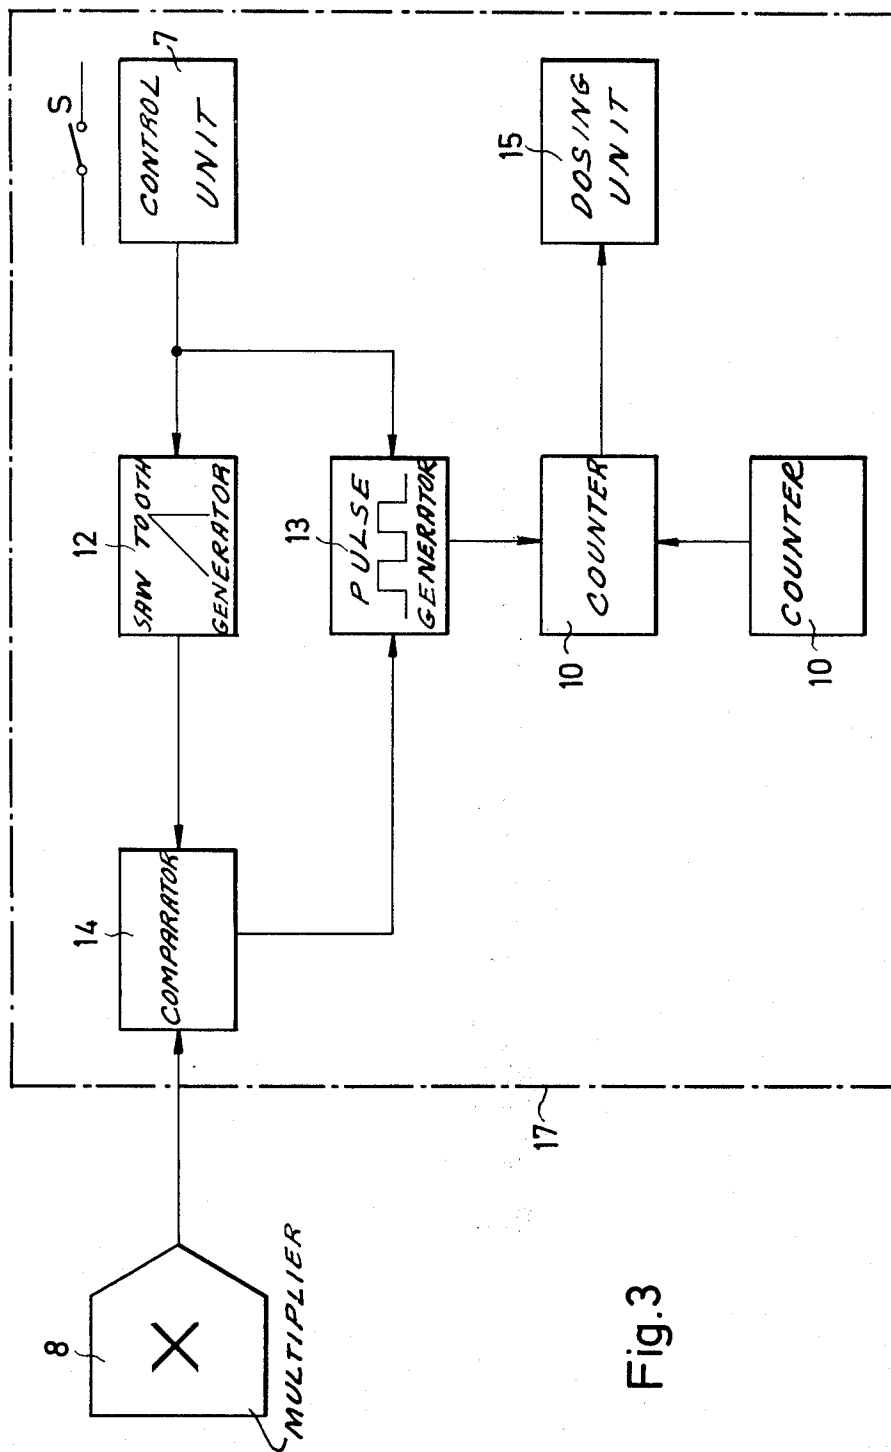 8
MULTIPLIER
17
14
COMPARATOR
12
SAW TOOTH
GENERATOR
S
7
CONTROL
UNIT
13
PULSE
GENERATOR
10
COUNTER
15
DOSING
UNIT
10
COUNTER
Fig.3